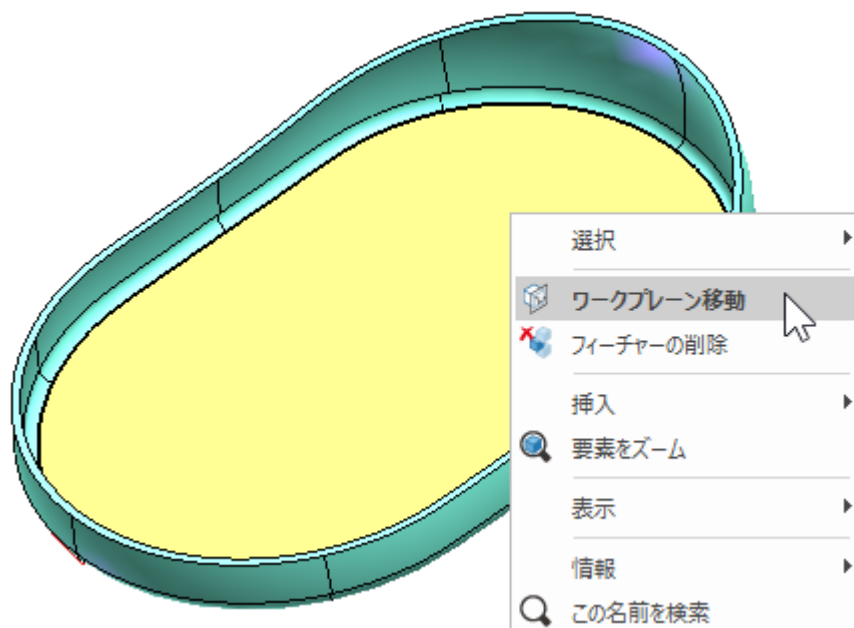 選択
ワークプレーン移動
フィーチャーの削除
挿入
要素をズーム
表示
情報
この名前を検索